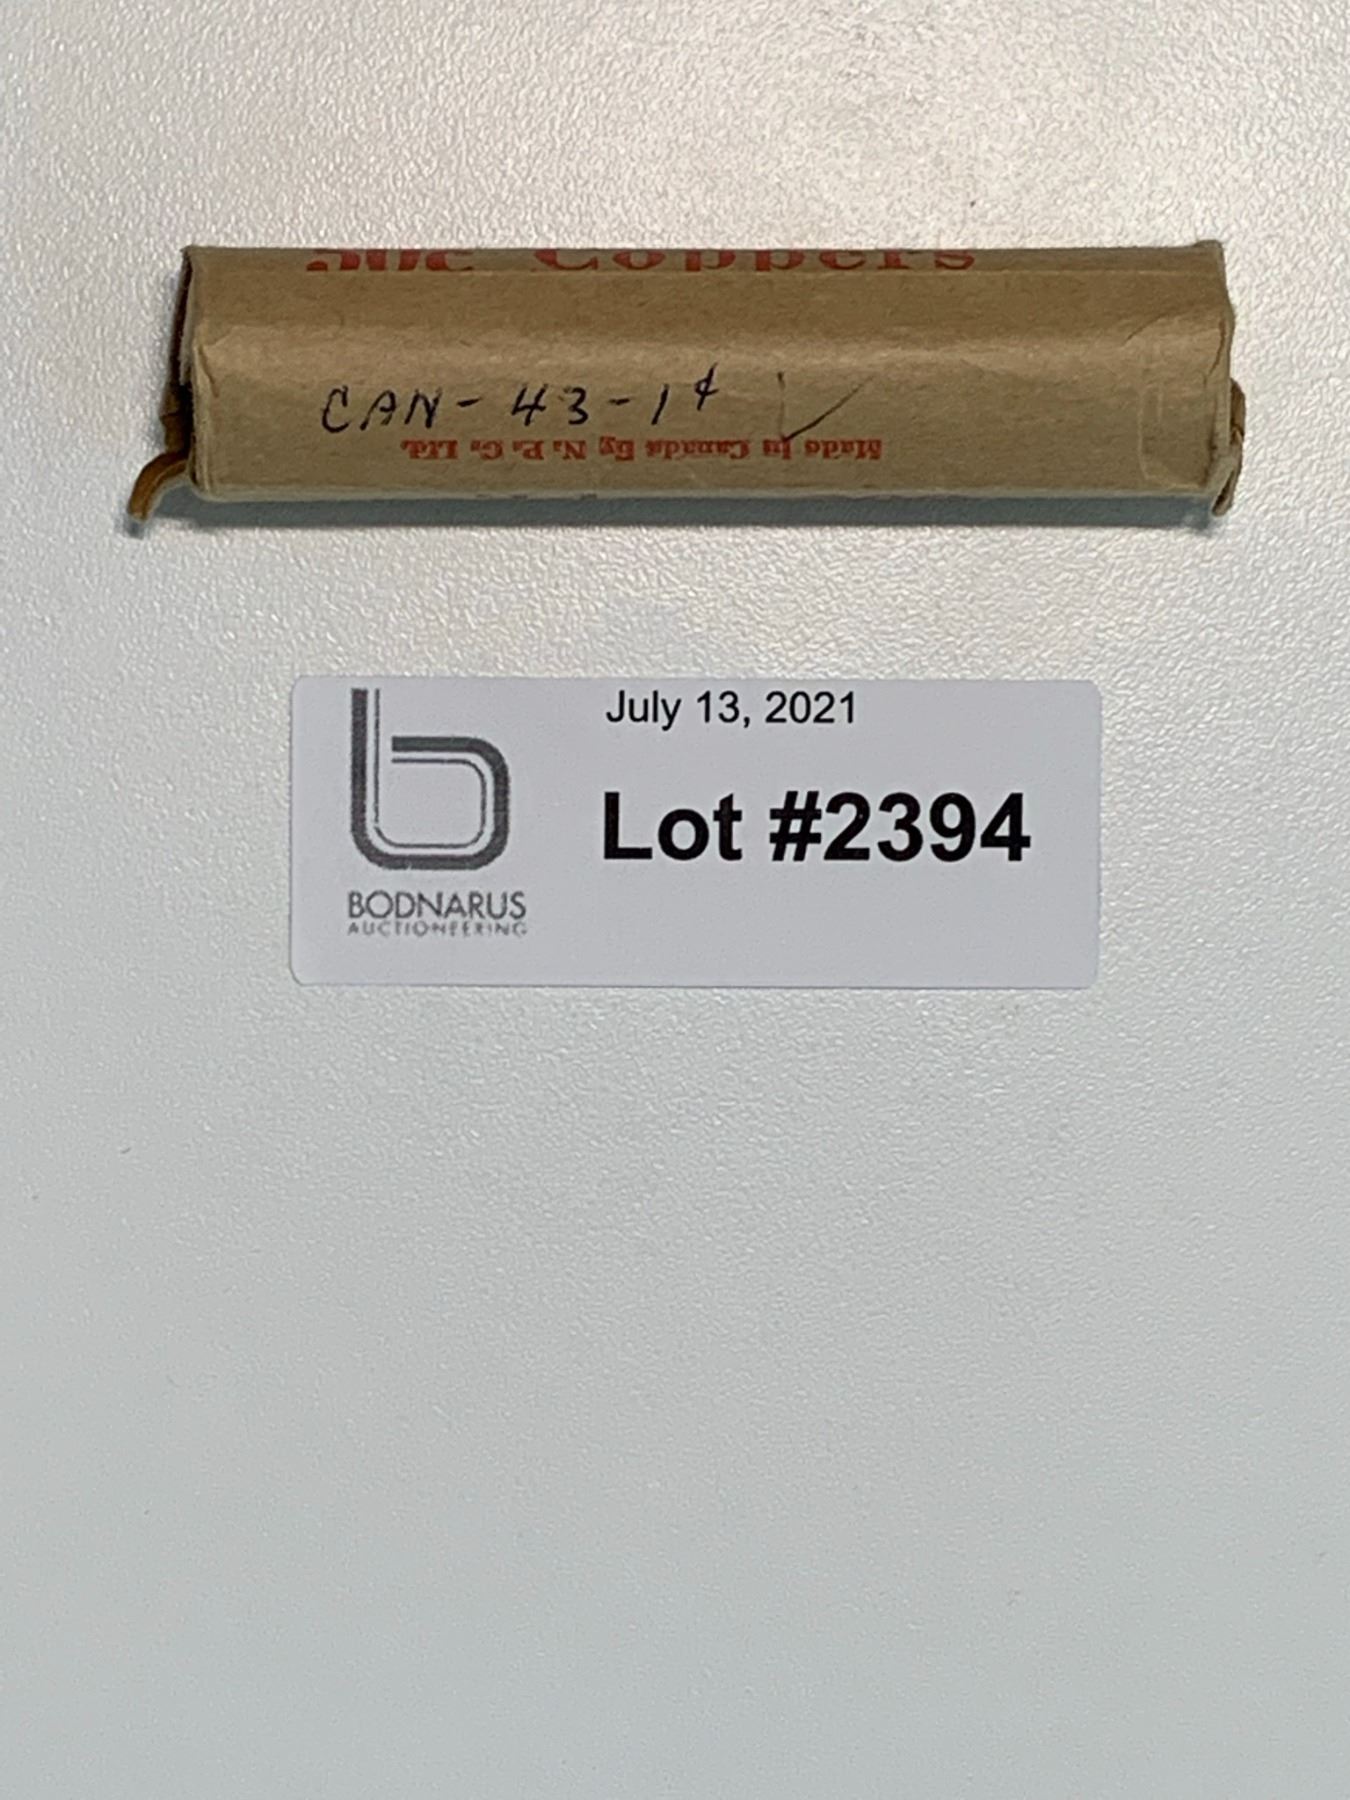 50c Coppers
CAN-43-1¢ ✓
Made in Canada By N. P. C. Ltd.
July 13, 2021
Lot #2394
BODNARUS
AUCTIONEERING